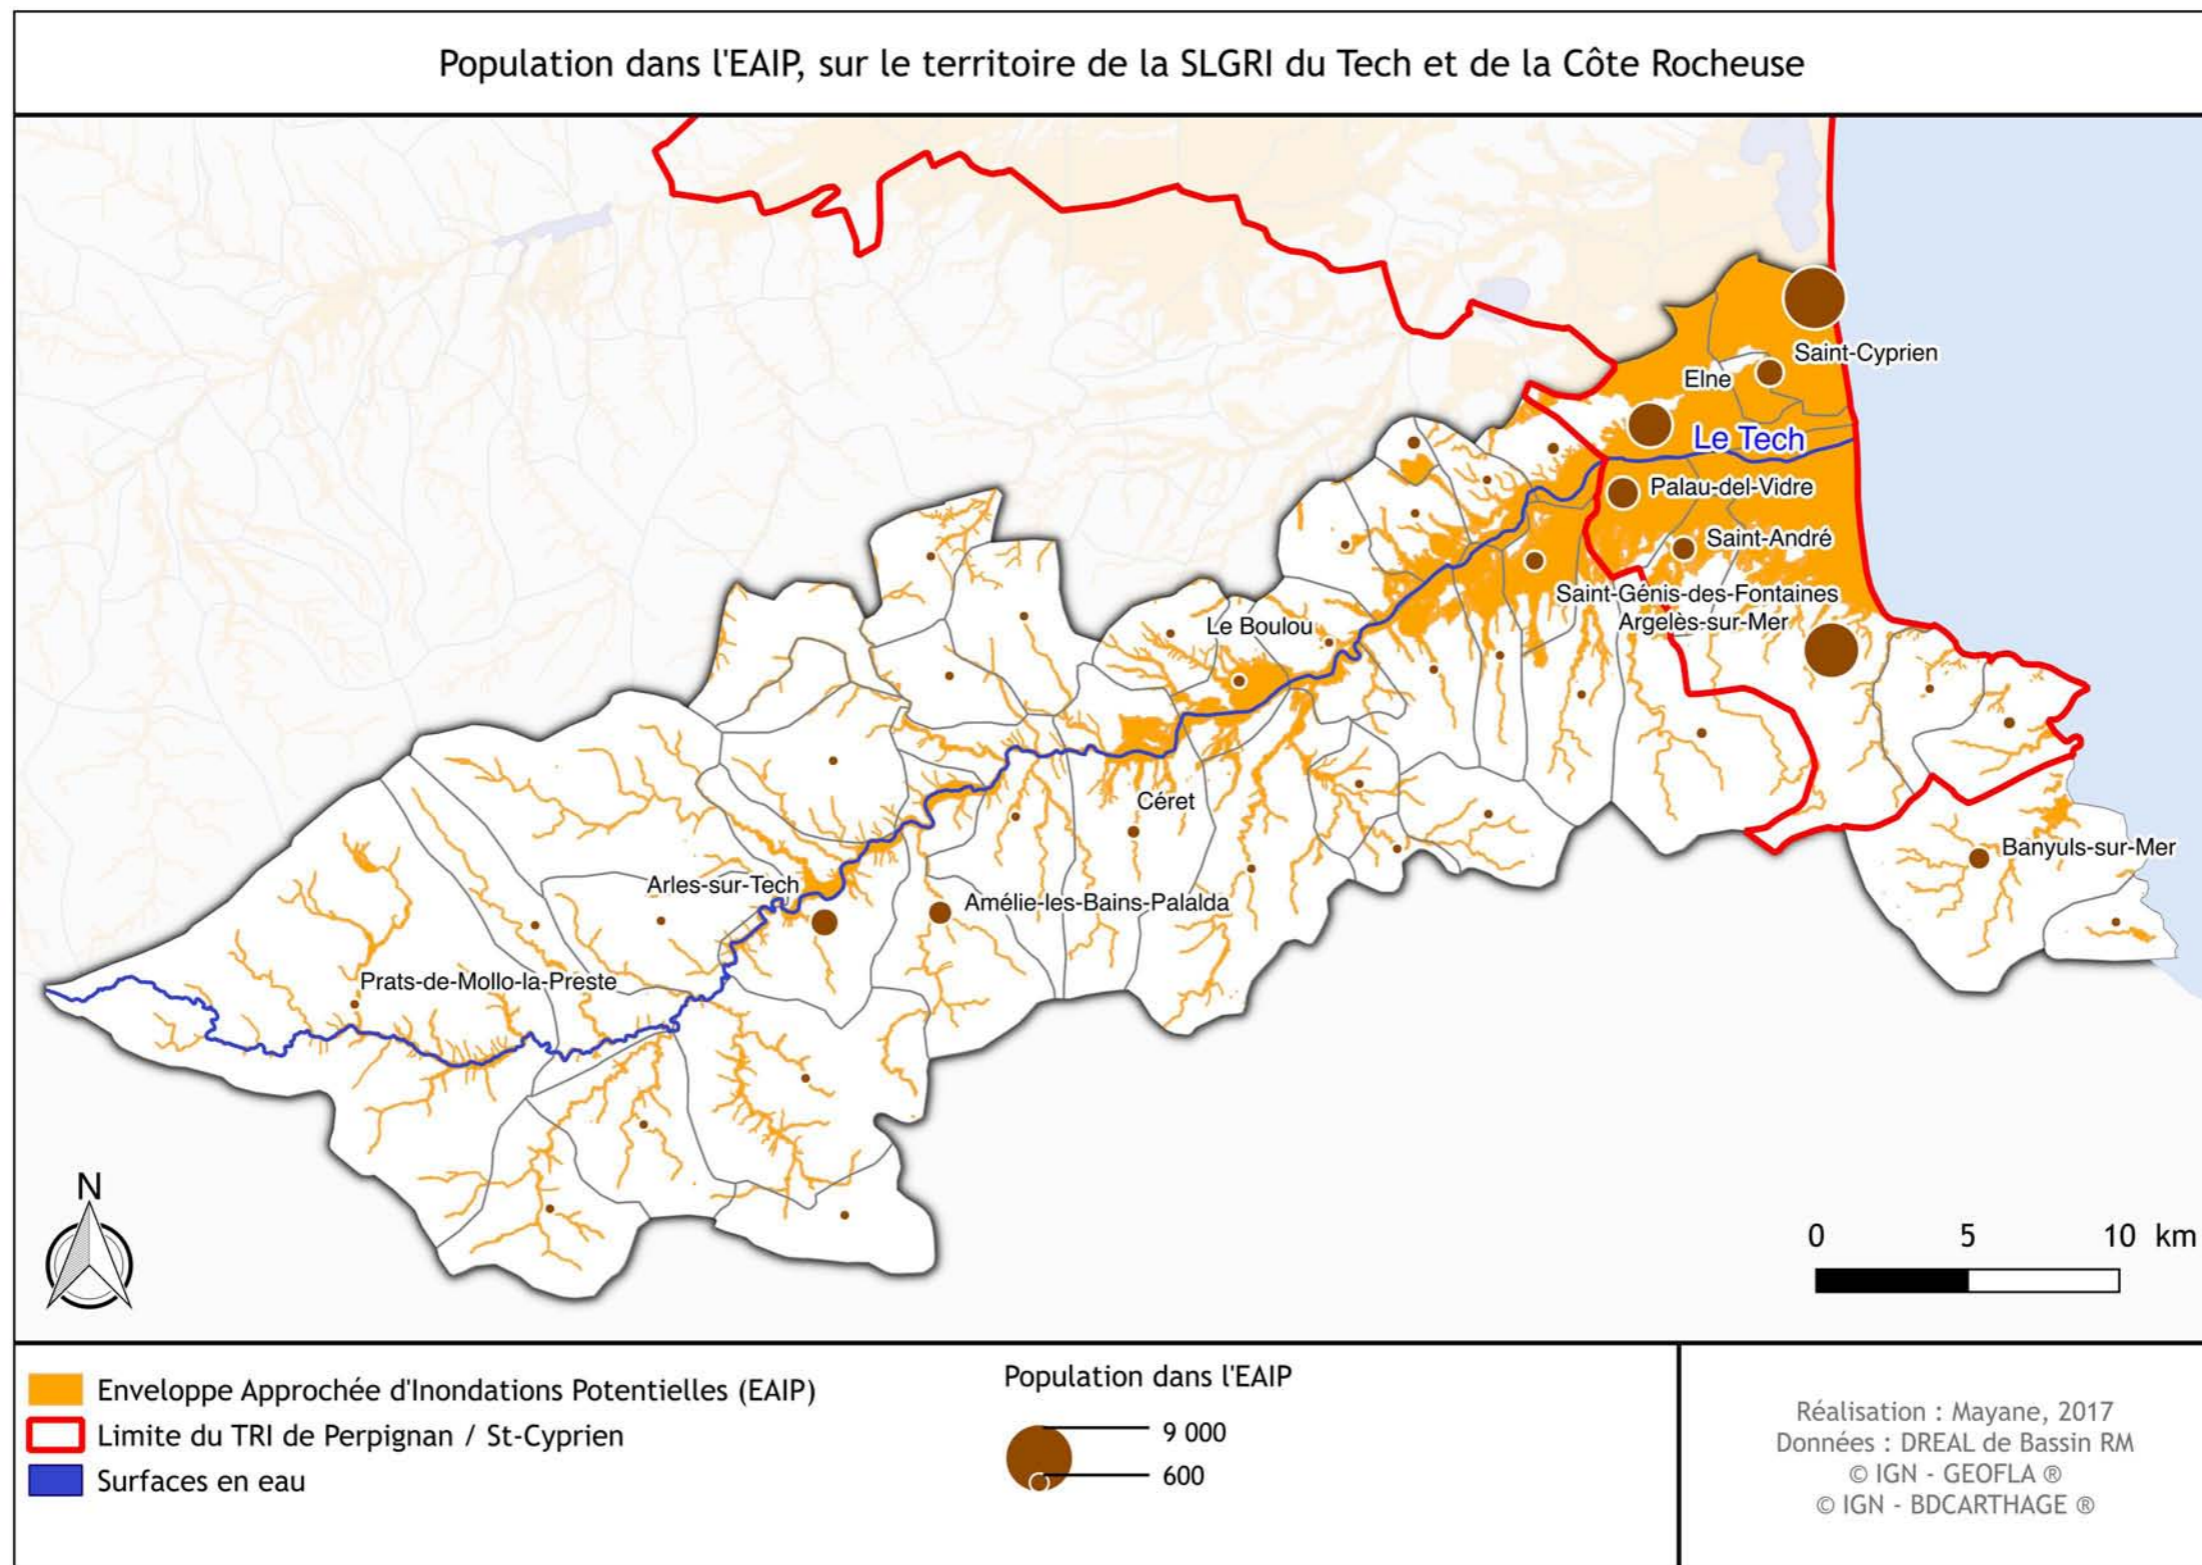 Population dans l'EAIP, sur le territoire de la SLGRI du Tech et de la Côte Rocheuse
Saint-Cyprien
Elne
Le Tech
Palau-del-Vidre
Saint-André
Saint-Génis-des-Fontaines
Argelès-sur-Mer
Le Boulou
Céret
Banyuls-sur-Mer
Arles-sur-Tech
Amélie-les-Bains-Palalda
Prats-de-Mollo-la-Preste
N
0 5 10 km
Enveloppe Approchée d'Inondations Potentielles (EAIP)
Limite du TRI de Perpignan / St-Cyprien
Surfaces en eau
Population dans l'EAIP
9 000
600
Réalisation : Mayane, 2017
Données : DREAL de Bassin RM
© IGN - GEOFLA ®
© IGN - BDCARTHAGE ®